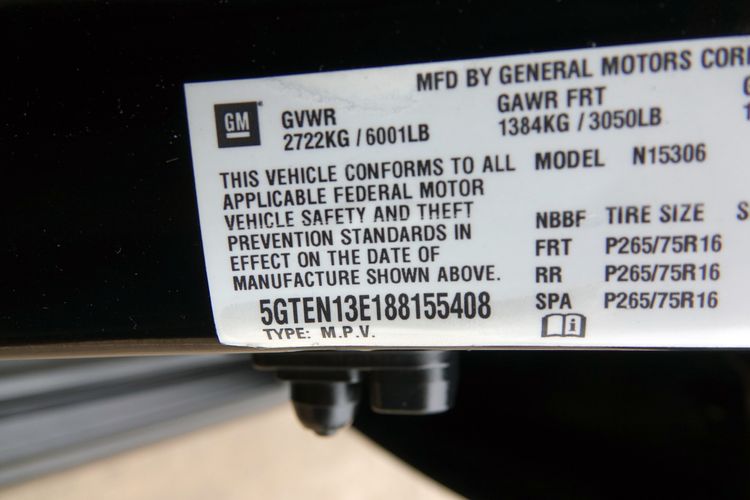 MFD BY GENERAL MOTORS COR
GM GVWR GAWR FRT
2722KG / 6001LB 1384KG / 3050LB
THIS VEHICLE CONFORMS TO ALL MODEL N15306
APPLICABLE FEDERAL MOTOR
VEHICLE SAFETY AND THEFT NBBF TIRE SIZE S
PREVENTION STANDARDS IN FRT P265/75R16
EFFECT ON THE DATE OF RR P265/75R16
MANUFACTURE SHOWN ABOVE. SPA P265/75R16
5GTEN13E188155408
TYPE: M.P.V.